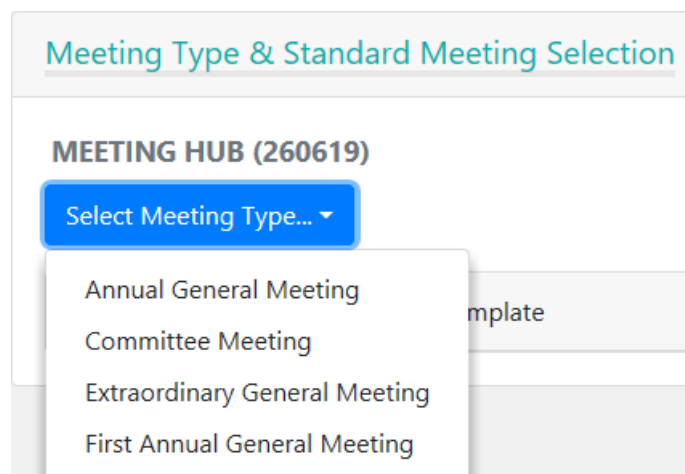 Meeting Type & Standard Meeting Selection
MEETING HUB (260619)
Select Meeting Type...
Annual General Meeting
mplate
Committee Meeting
Extraordinary General Meeting
First Annual General Meeting